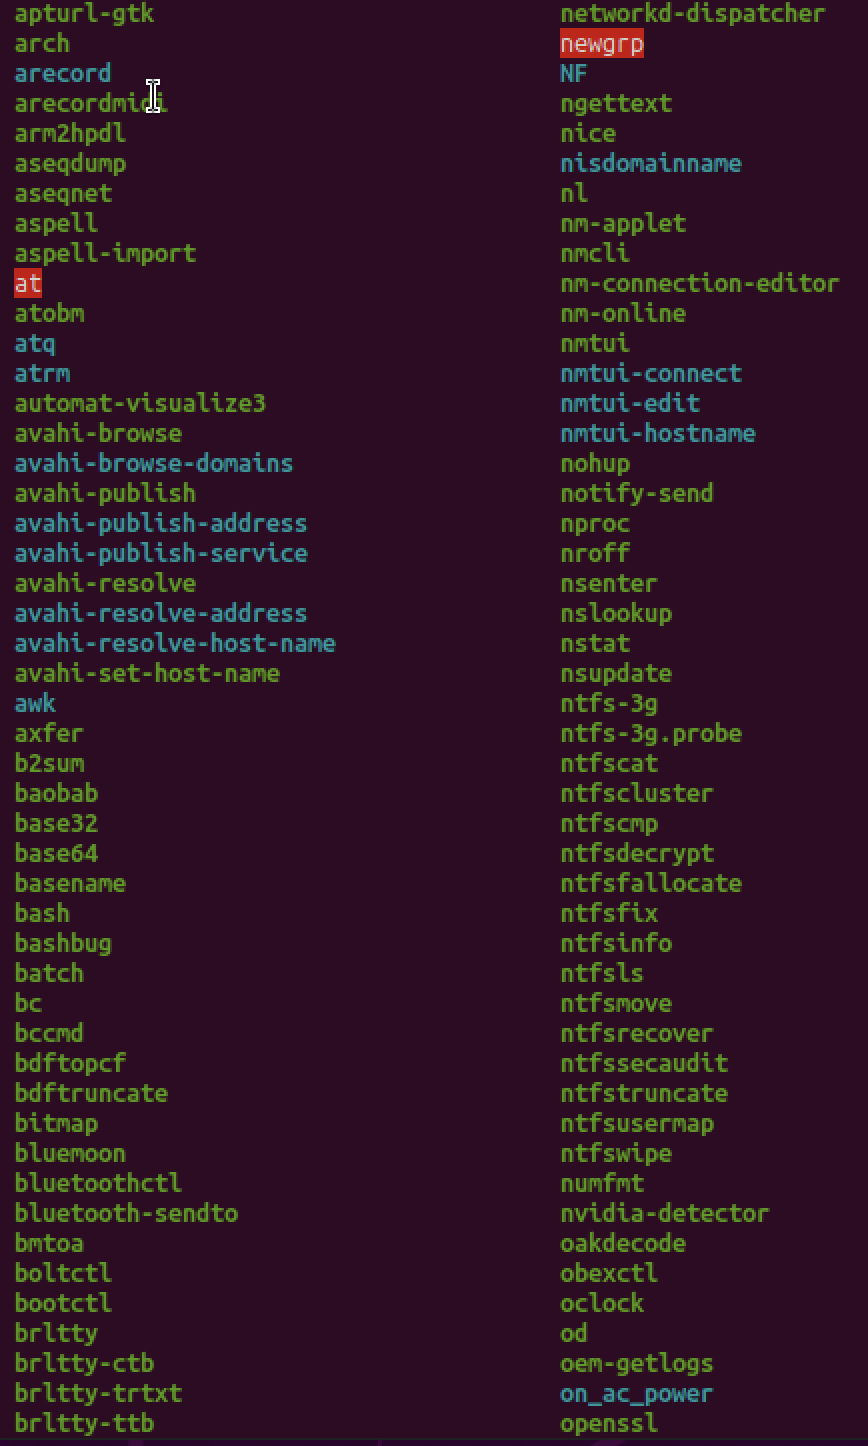 apturl-gtk
arch
arecord
arecordmidi
arm2hpdl
aseqdump
aseqnet
aspell
aspell-import
at
atobm
atq
atrm
automat-visualize3
avahi-browse
avahi-browse-domains
avahi-publish
avahi-publish-address
avahi-publish-service
avahi-resolve
avahi-resolve-address
avahi-resolve-host-name
avahi-set-host-name
awk
axfer
b2sum
baobab
base32
base64
basename
bash
bashbug
batch
bc
bccmd
bdftopcf
bdftruncate
bitmap
bluemoon
bluetoothctl
bluetooth-sendto
bmtoa
boltctl
bootctl
brltty
brltty-ctb
brltty-trtxt
brltty-ttb
networkd-dispatcher
newgrp
NF
ngettext
nice
nisdomainname
nl
nm-applet
nmcli
nm-connection-editor
nm-online
nmtui
nmtui-connect
nmtui-edit
nmtui-hostname
nohup
notify-send
nproc
nroff
nsenter
nslookup
nstat
nsupdate
ntfs-3g
ntfs-3g.probe
ntfscat
ntfscluster
ntfscmp
ntfsdecrypt
ntfsfallocate
ntfsfix
ntfsinfo
ntfsls
ntfsmove
ntfsrecover
ntfssecaudit
ntfstruncate
ntfsusermap
ntfswipe
numfmt
nvidia-detector
oakdecode
obexctl
oclock
od
oem-getlogs
on_ac_power
openssl